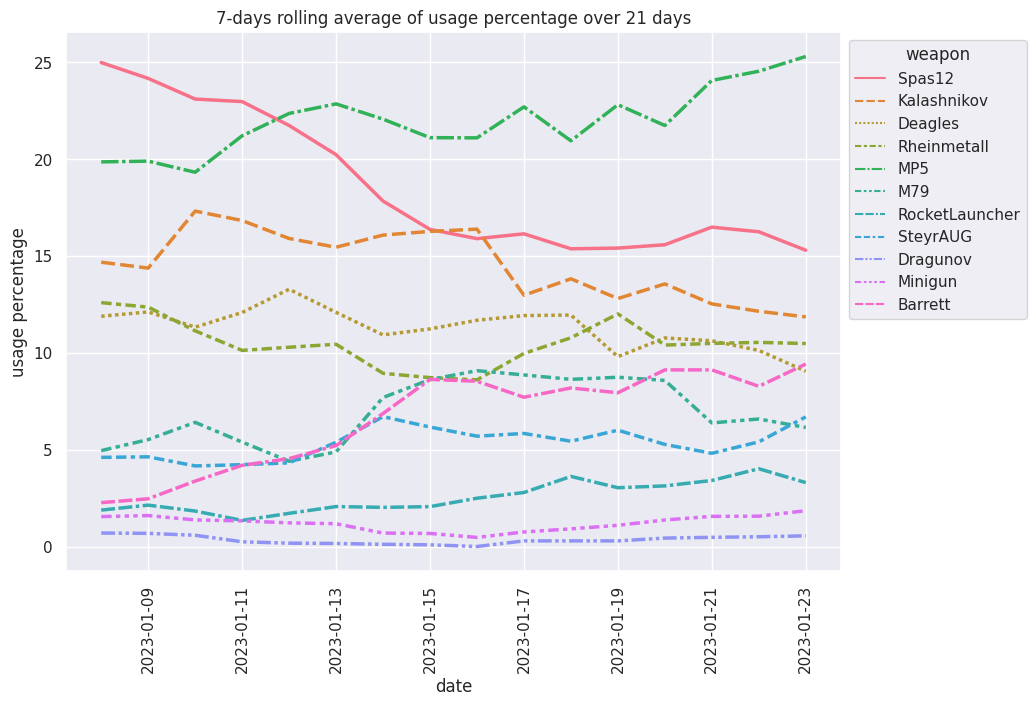 7-days rolling average of usage percentage over 21 days
usage percentage
25
20
15
10
5
0
2023-01-09
2023-01-11
2023-01-13
2023-01-15
2023-01-17
2023-01-19
2023-01-21
2023-01-23
date
weapon
Spas12
Kalashnikov
Deagles
Rheinmetall
MP5
M79
RocketLauncher
SteyrAUG
Dragunov
Minigun
Barrett